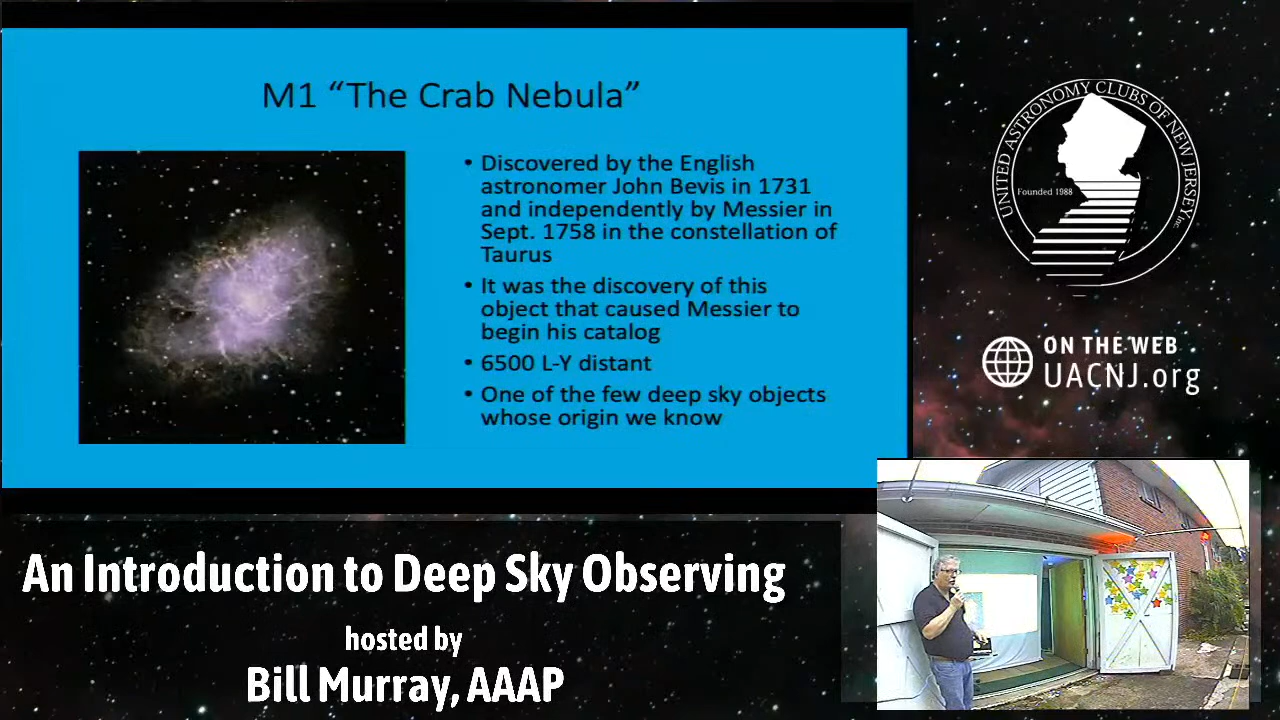 M1 “The Crab Nebula”
• Discovered by the English
astronomer John Bevis in 1731
and independently by Messier in
Sept. 1758 in the constellation of
Taurus
• It was the discovery of this
object that caused Messier to
begin his catalog
• 6500 L-Y distant
• One of the few deep sky objects
whose origin we know
UNITED ASTRONOMY CLUBS OF NEW JERSEY, Inc.
Founded 1988
ON THE WEB
UACNJ.org
An Introduction to Deep Sky Observing
hosted by
Bill Murray, AAAP